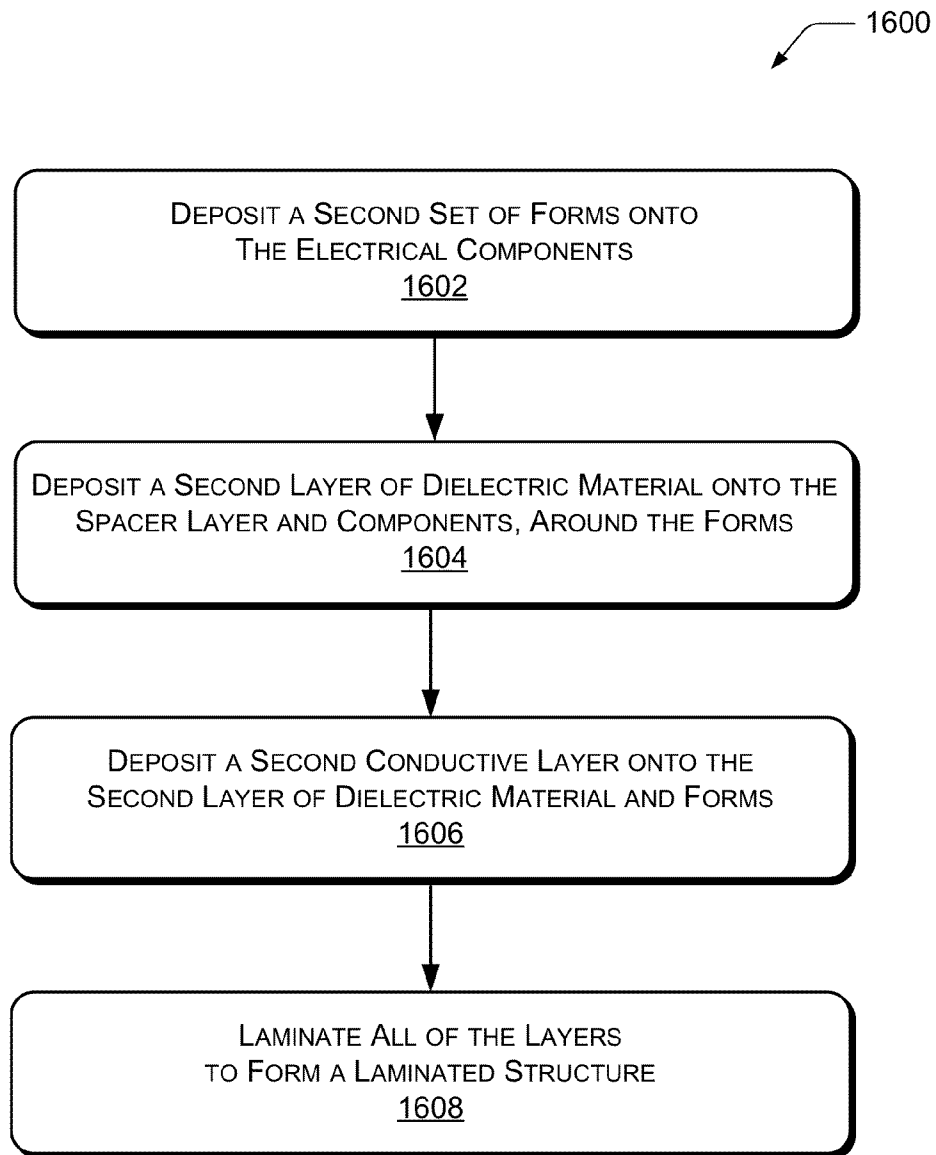 1600
DEPOSIT A SECOND SET OF FORMS ONTO
THE ELECTRICAL COMPONENTS
1602
DEPOSIT A SECOND LAYER OF DIELECTRIC MATERIAL ONTO THE
SPACER LAYER AND COMPONENTS, AROUND THE FORMS
1604
DEPOSIT A SECOND CONDUCTIVE LAYER ONTO THE
SECOND LAYER OF DIELECTRIC MATERIAL AND FORMS
1606
LAMINATE ALL OF THE LAYERS
TO FORM A LAMINATED STRUCTURE
1608